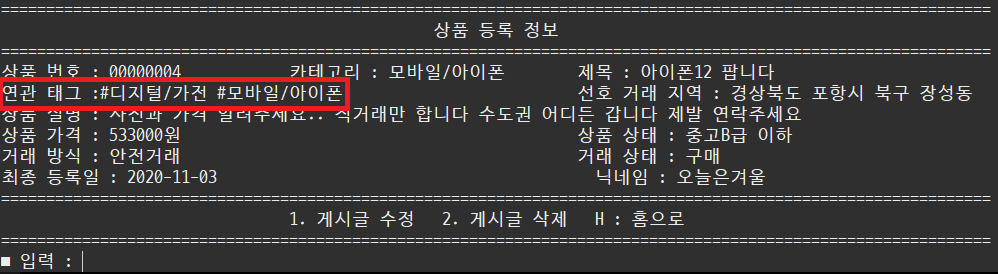 ================================================================================
상품 등록 정보
================================================================================
상품 번호 : 00000004 카테고리 : 모바일/아이폰 제목 : 아이폰12 팝니다
연관 태그 :#디지털/가전 #모바일/아이폰 선호 거래 지역 : 경상북도 포항시 북구 장성동
상품 설명 : 사진과 가격 알려주세요.. 직거래만 합니다 수도권 어디든 갑니다 제발 연락주세요
상품 가격 : 533000원 상품 상태 : 중고B급 이하
거래 방식 : 안전거래 거래 상태 : 구매
최종 등록일 : 2020-11-03 닉네임 : 오늘은겨울
================================================================================
1. 게시글 수정 2. 게시글 삭제 H : 홈으로
================================================================================
■ 입력 :